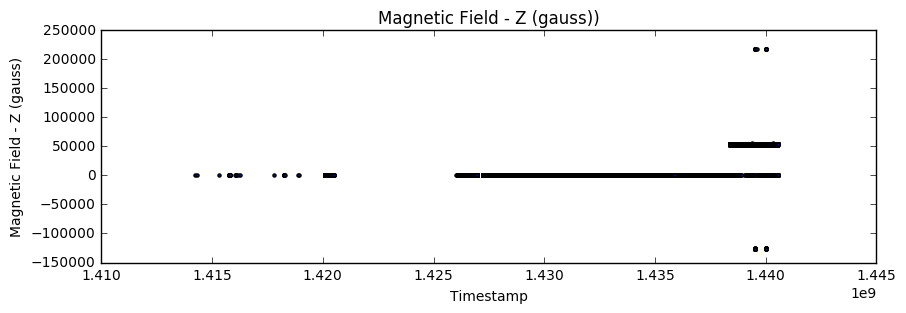 Magnetic Field - Z (gauss))
Magnetic Field - Z (gauss)
250000
200000
150000
100000
50000
0
−50000
−100000
−150000
1.410 1.415 1.420 1.425 1.430 1.435 1.440 1.445
1e9
Timestamp